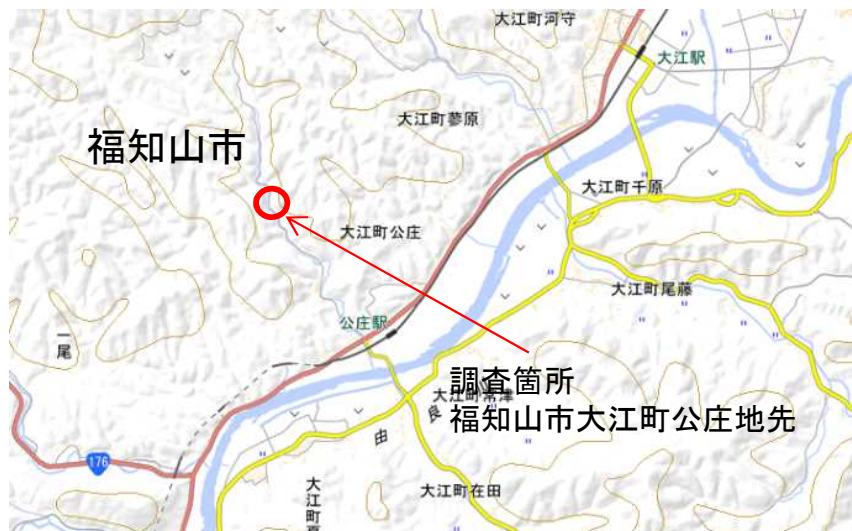 大江町河守
大江駅
大江町蓼原
福知山市
大江町千原
大江町公庄
大江町尾藤
公庄駅
一尾
調査箇所
大江町常津
福知山市大江町公庄地先
由
良
176
大江町在田
大江町夏